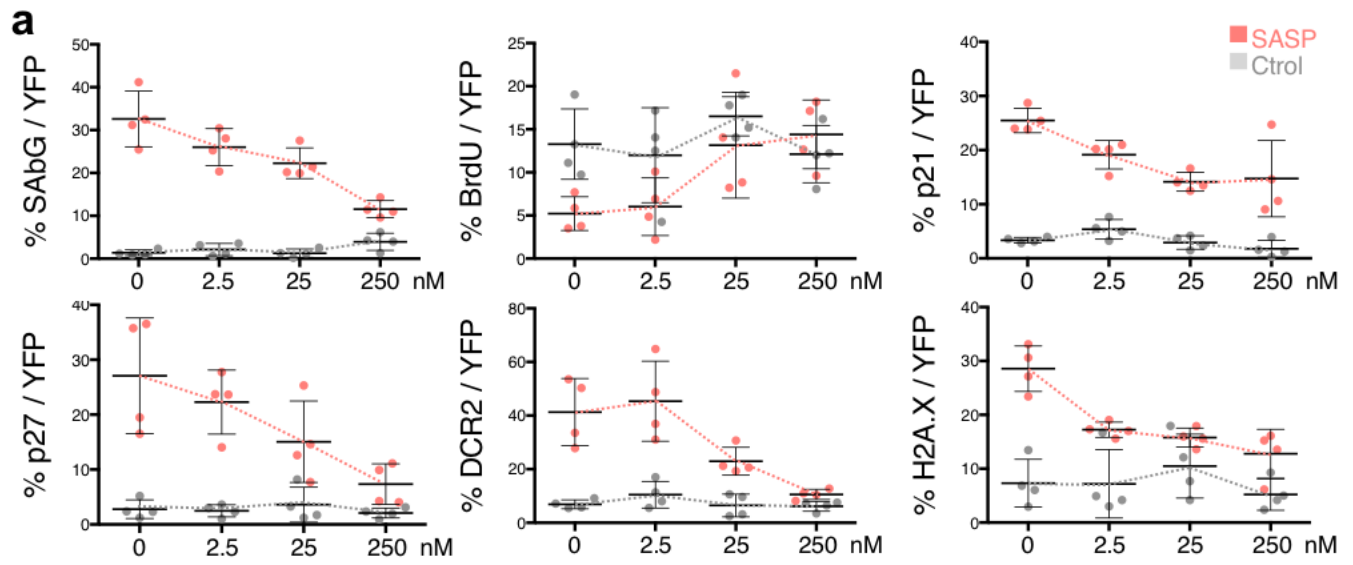 a
SASP
Ctrol
% SAbG / YFP
50
40
30
20
10
0
0 2.5 25 250 nM
% BrdU / YFP
25
20
15
10
5
0
0 2.5 25 250 nM
% p21 / YFP
40
30
20
10
0
0 2.5 25 250 nM
% p27 / YFP
40
30
20
10
0
0 2.5 25 250 nM
% DCR2 / YFP
80
60
40
20
0
0 2.5 25 250 nM
% H2A.X / YFP
40
30
20
10
0
0 2.5 25 250 nM